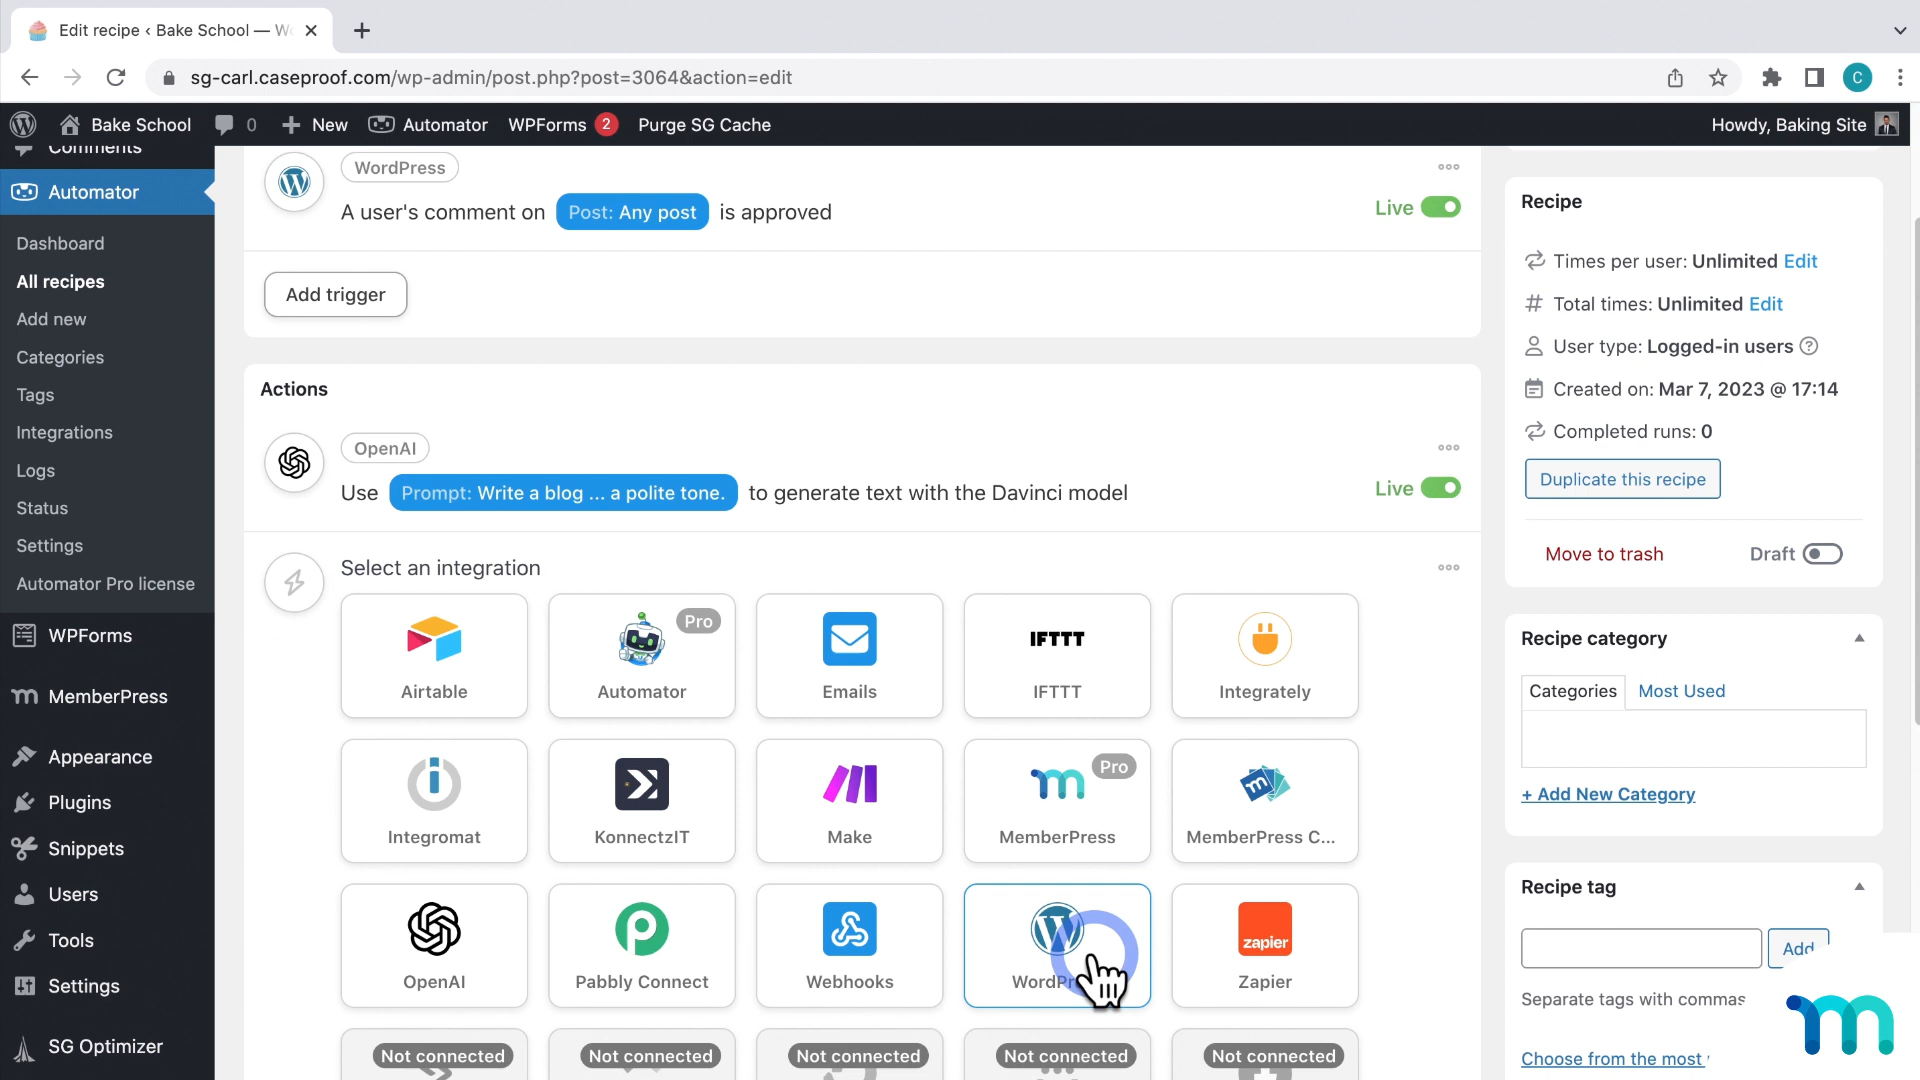 Edit recipe ‹ Bake School — W
sg-carl.caseproof.com/wp-admin/post.php?post=3064&action=edit
C
Bake School
0
New
Automator
WPForms 2
Purge SG Cache
Howdy, Baking Site
Comments
Automator
Dashboard
All recipes
Add new
Categories
Tags
Integrations
Logs
Status
Settings
Automator Pro license
WPForms
MemberPress
Appearance
Plugins
Snippets
Users
Tools
Settings
SG Optimizer
WordPress
A user's comment on Post: Any post is approved
Live
Add trigger
Actions
OpenAI
Use Prompt: Write a blog ... a polite tone. to generate text with the Davinci model
Live
Select an integration
Airtable
Pro
Automator
Emails
IFTTT
IFTTT
Integrately
Integromat
KonnectzIT
Make
Pro
MemberPress
MemberPress C...
OpenAI
Pabbly Connect
Webhooks
zapier
Zapier
Not connected
Not connected
Not connected
Not connected
Not connected
Recipe
Times per user: Unlimited Edit
Total times: Unlimited Edit
User type: Logged-in users ?
Created on: Mar 7, 2023 @ 17:14
Completed runs: 0
Duplicate this recipe
Move to trash
Draft
Recipe category
Categories
Most Used
+ Add New Category
Recipe tag
Add
Separate tags with commas
Choose from the most
m